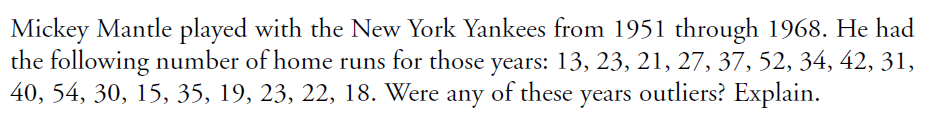 Mickey Mantle played with the New York Yankees from 1951 through 1968. He had
the following number of home runs for those years: 13, 23, 21, 27, 37, 52, 34, 42, 31,
40, 54, 30, 15, 35, 19, 23, 22, 18. Were any of these years outliers? Explain.